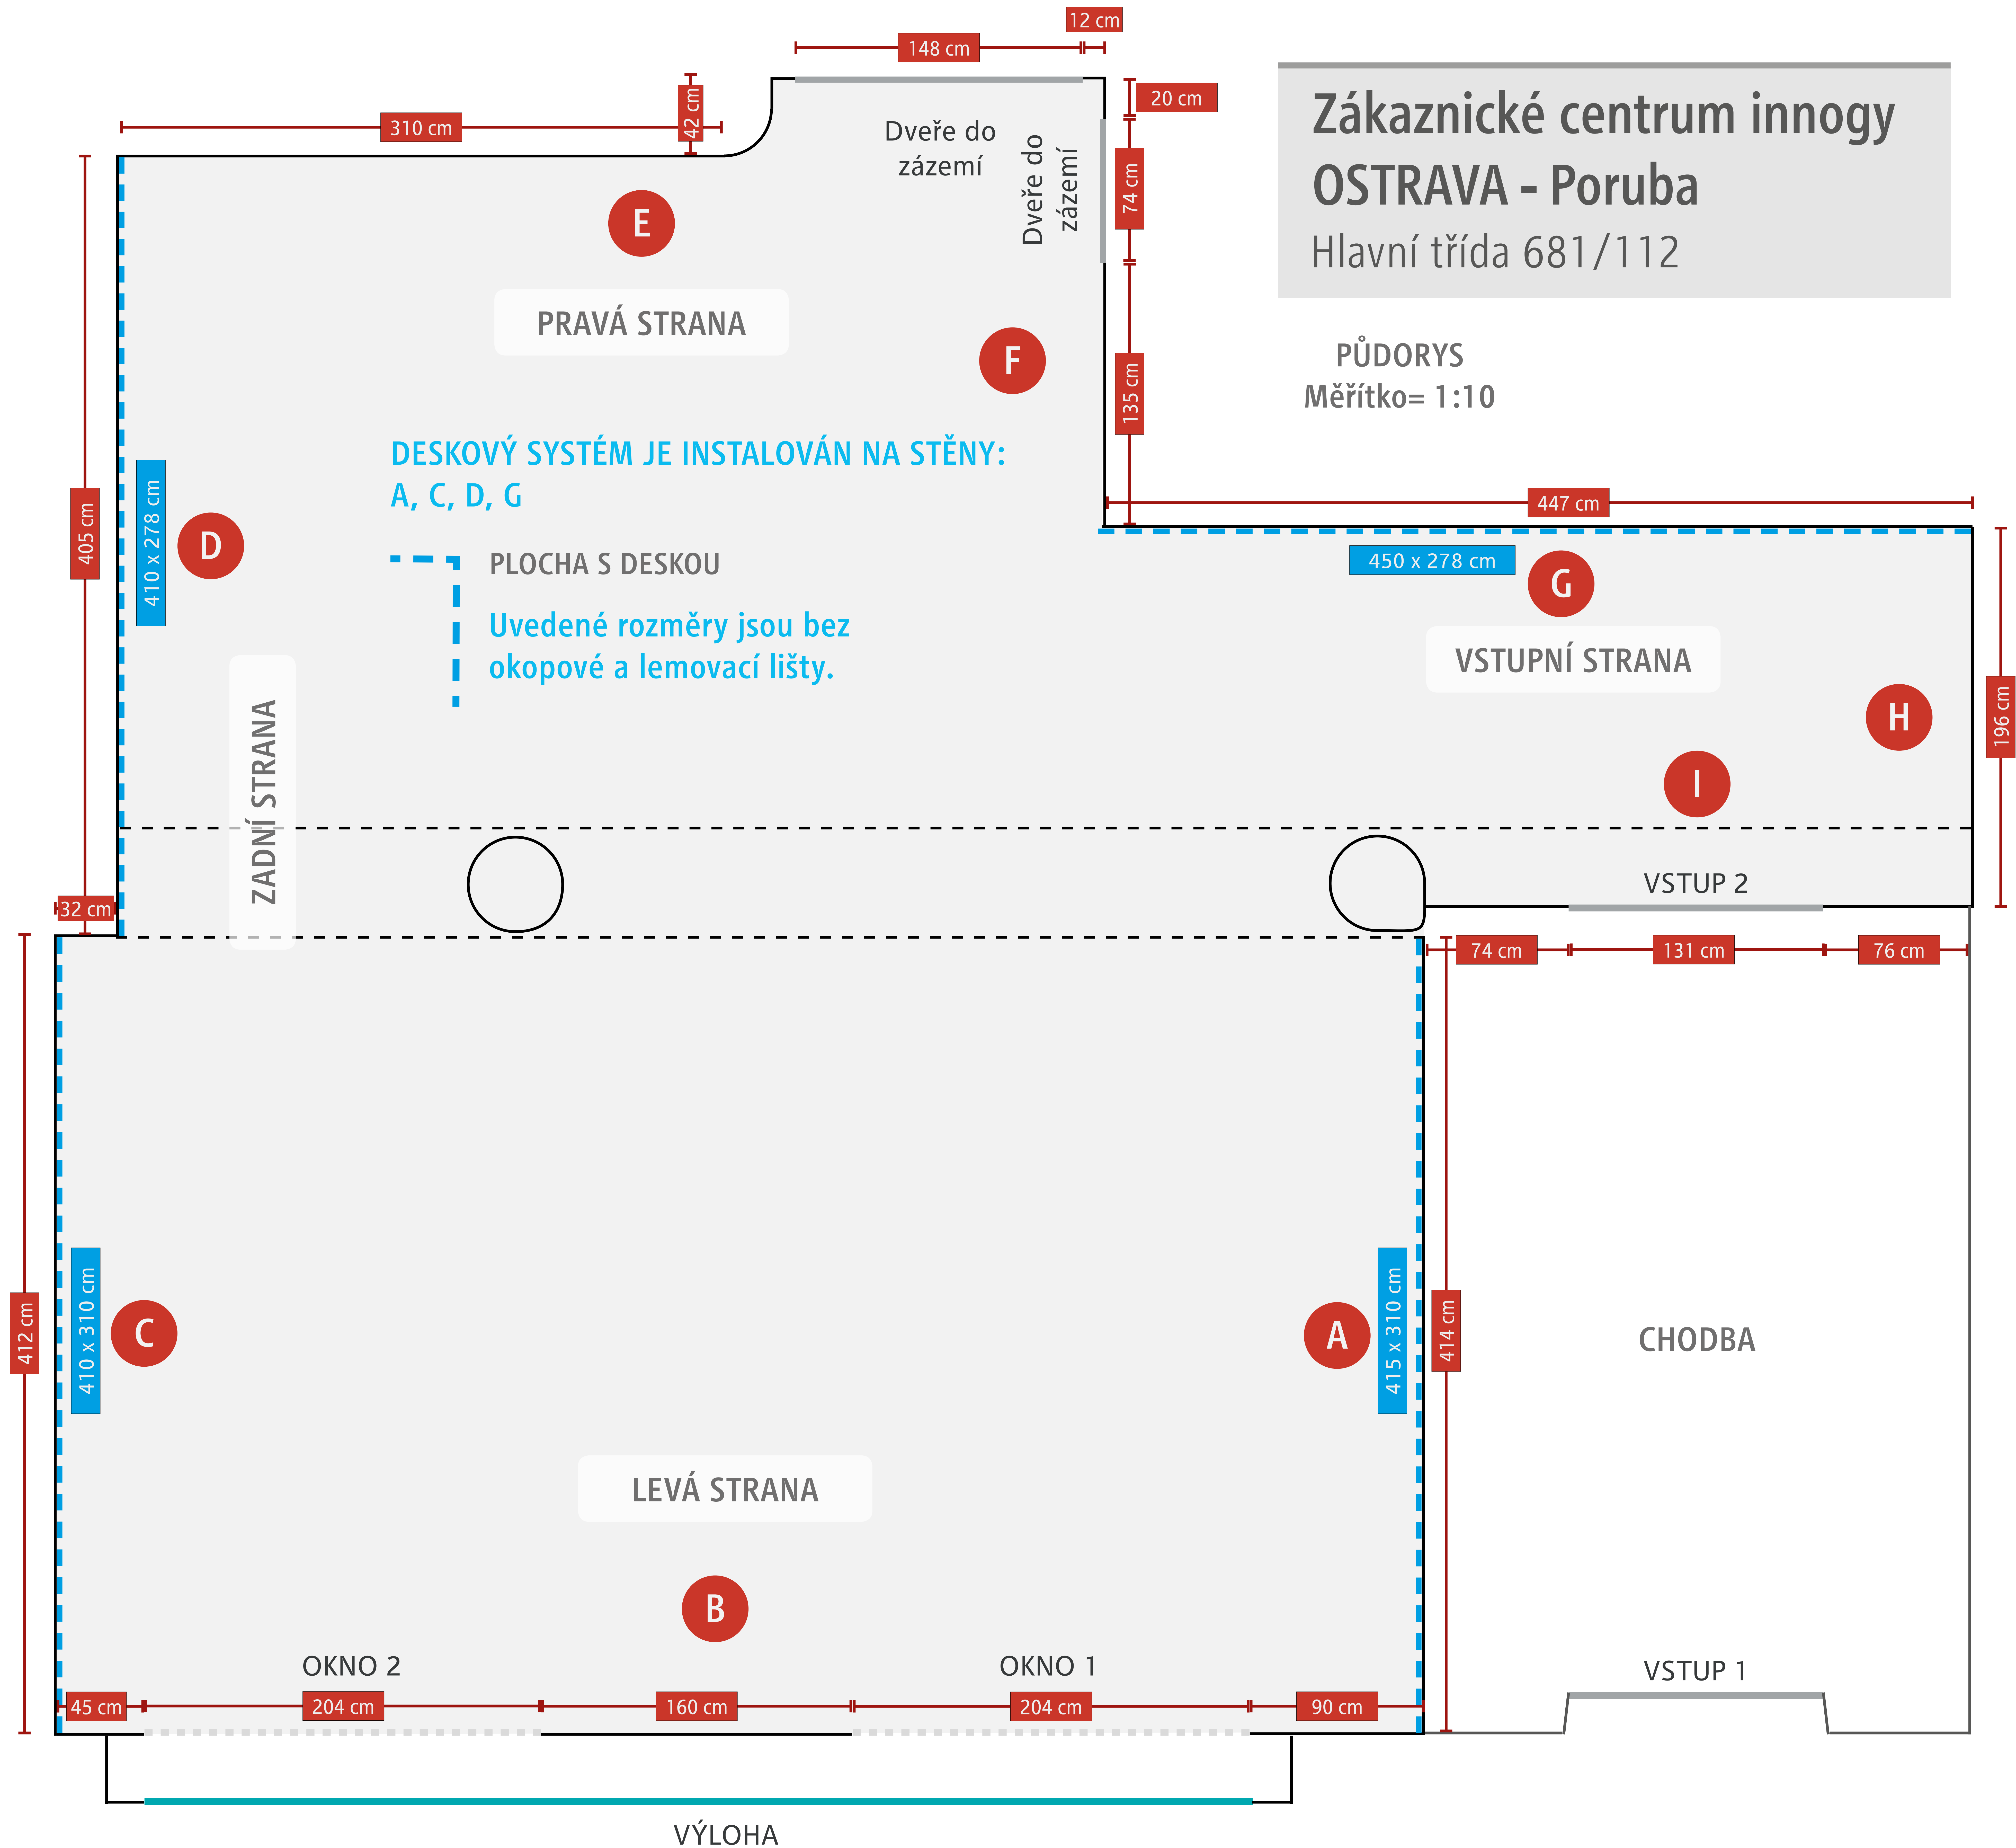 12 cm
148 cm
Zákaznické centrum innogy
OSTRAVA - Poruba
Hlavní třída 681/112
310 cm
42 cm
20 cm
Dveře do
zázemí
Dveře do
zázemí
74 cm
E
PRAVÁ STRANA
F
135 cm
PŮDORYS
Měřítko= 1:10
DESKOVÝ SYSTÉM JE INSTALOVÁN NA STĚNY:
A, C, D, G
447 cm
405 cm
410 x 278 cm
D
PLOCHA S DESKOU
Uvedené rozměry jsou bez
okopové a lemovací lišty.
450 x 278 cm
G
VSTUPNÍ STRANA
H
196 cm
I
ZADNÍ STRANA
VSTUP 2
32 cm
74 cm
131 cm
76 cm
412 cm
410 x 310 cm
C
A
415 x 310 cm
414 cm
CHODBA
LEVÁ STRANA
B
OKNO 2
OKNO 1
VSTUP 1
45 cm
204 cm
160 cm
204 cm
90 cm
VÝLOHA